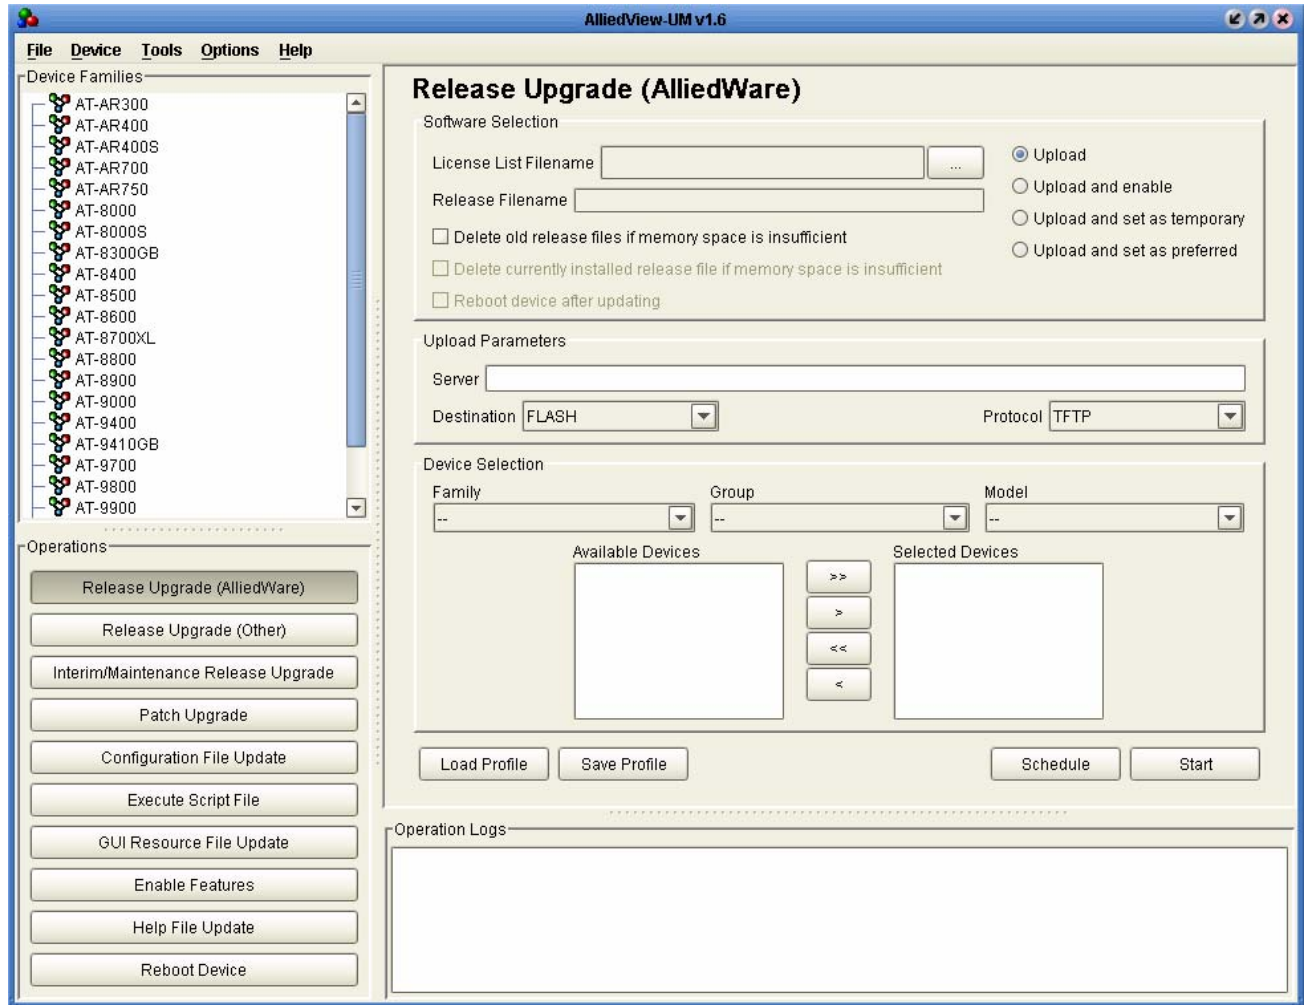 AlliedView-UM v1.6
File Device Tools Options Help
Device Families
AT-AR300
AT-AR400
AT-AR400S
AT-AR700
AT-AR750
AT-8000
AT-8000S
AT-8300GB
AT-8400
AT-8500
AT-8600
AT-8700XL
AT-8800
AT-8900
AT-9000
AT-9400
AT-9410GB
AT-9700
AT-9800
AT-9900
Operations
Release Upgrade (AlliedWare)
Release Upgrade (Other)
Interim/Maintenance Release Upgrade
Patch Upgrade
Configuration File Update
Execute Script File
GUI Resource File Update
Enable Features
Help File Update
Reboot Device
Release Upgrade (AlliedWare)
Software Selection
License List Filename ...
Release Filename
Delete old release files if memory space is insufficient
Delete currently installed release file if memory space is insufficient
Reboot device after updating
Upload
Upload and enable
Upload and set as temporary
Upload and set as preferred
Upload Parameters
Server
Destination FLASH Protocol TFTP
Device Selection
Family Group Model
-- -- --
Available Devices Selected Devices
>>
>
<<
<
Load Profile Save Profile Schedule Start
Operation Logs